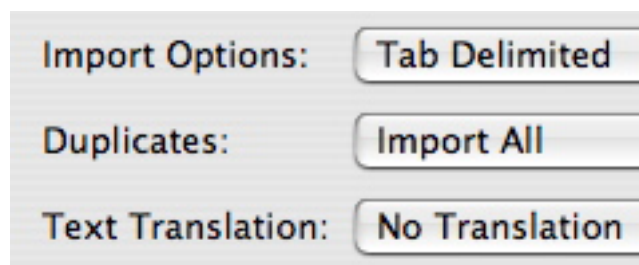 Import Options: Tab Delimited
Duplicates: Import All
Text Translation: No Translation